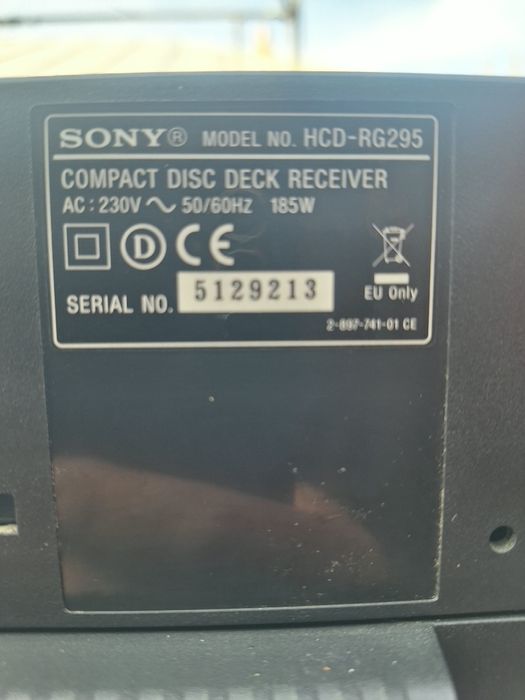 SONY® MODEL NO. HCD-RG295
COMPACT DISC DECK RECEIVER
AC : 230V ~ 50/60HZ 185W
D CE
SERIAL NO. 5129213
EU Only
2-897-741-01 CE